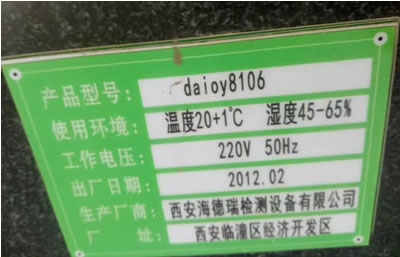 产品型号: daioy8106
使用环境: 温度20+1℃ 湿度45-65%
工作电压: 220V 50Hz
出厂日期: 2012.02
生产厂商: 西安海德瑞检测设备有限公司
厂 址: 西安临潼区经济开发区